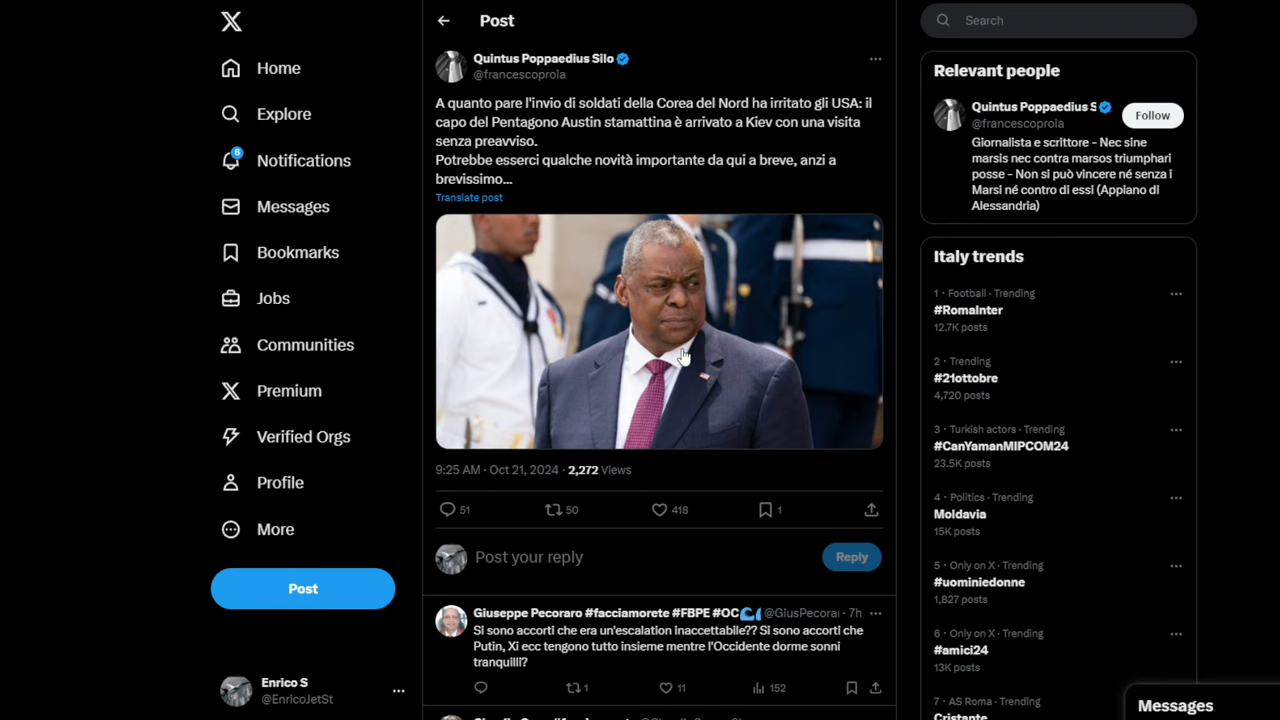 Home
Explore
6
Notifications
Messages
Bookmarks
Jobs
Communities
Premium
Verified Orgs
Profile
More
Post
Enrico S
@EnricoJetSt
Post
Quintus Poppaedius Silo
@francescoprola
A quanto pare l'invio di soldati della Corea del Nord ha irritato gli USA: il
capo del Pentagono Austin stamattina è arrivato a Kiev con una visita
senza preavviso.
Potrebbe esserci qualche novità importante da qui a breve, anzi a
brevissimo...
Translate post
9:25 AM · Oct 21, 2024 · 2,272 Views
51 50 418 1
Post your reply
Reply
Giuseppe Pecoraro #facciamorete #FBPE #OC🌊 @GiusPecora · 7h
Si sono accorti che era un'escalation inaccettabile?? Si sono accorti che
Putin, Xi ecc tengono tutto insieme mentre l'Occidente dorme sonni
tranquilli?
1 11 152
Search
Relevant people
Quintus Poppaedius S
@francescoprola
Follow
Giornalista e scrittore - Nec sine
marsis nec contra marsos triumphari
posse - Non si può vincere né senza i
Marsi né contro di essi (Appiano di
Alessandria)
Italy trends
1 · Football · Trending
#RomaInter
12.7K posts
2 · Trending
#21ottobre
4,720 posts
3 · Turkish actors · Trending
#CanYamanMIPCOM24
23.5K posts
4 · Politics · Trending
Moldavia
15K posts
5 · Only on X · Trending
#uominiedonne
1,827 posts
6 · Only on X · Trending
#amici24
13K posts
7 · AS Roma · Trending
Cristante
Messages